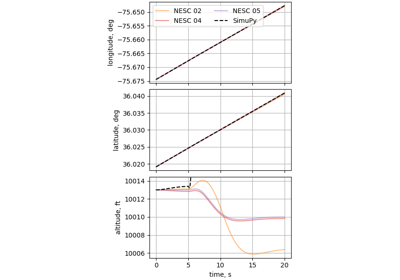 −75.650
−75.655
−75.660
−75.665
−75.670
−75.675
longitude, deg
NESC 02
NESC 04
NESC 05
SimuPy
36.040
36.035
36.030
36.025
36.020
latitude, deg
10014
10012
10010
10008
10006
altitude, ft
0 5 10 15 20
time, s